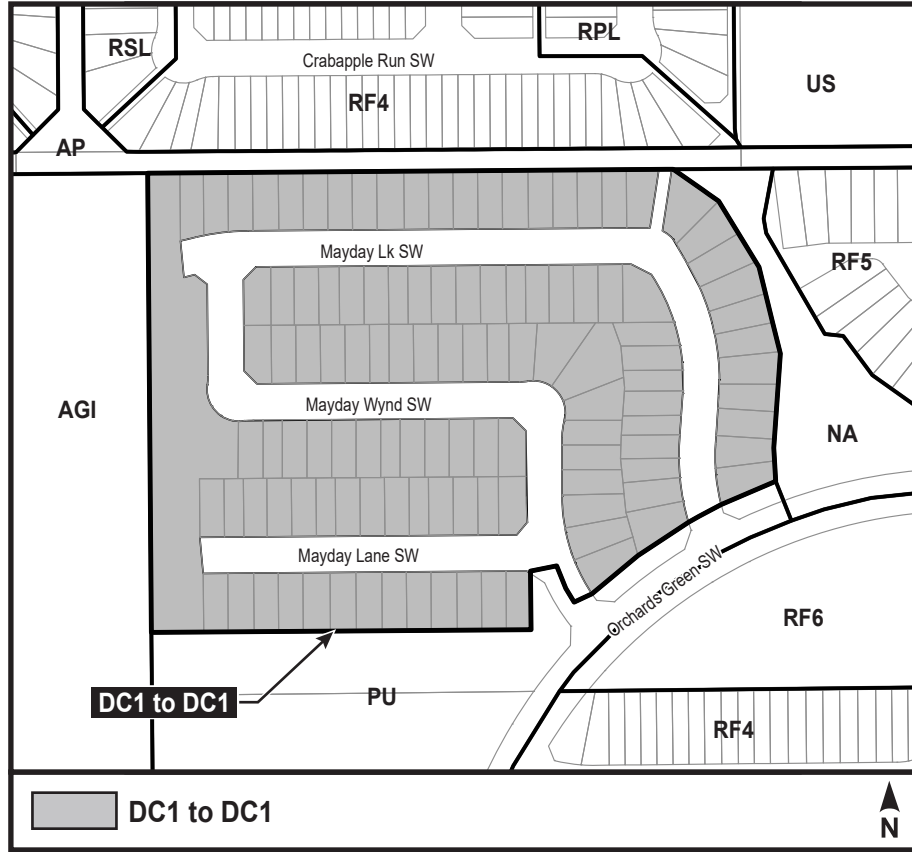 RSL
RPL
Crabapple Run SW
US
RF4
AP
Mayday Lk SW
RF5
AGI
Mayday Wynd SW
NA
Mayday Lane SW
Orchards Green SW
RF6
DC1 to DC1
PU
RF4
DC1 to DC1
N